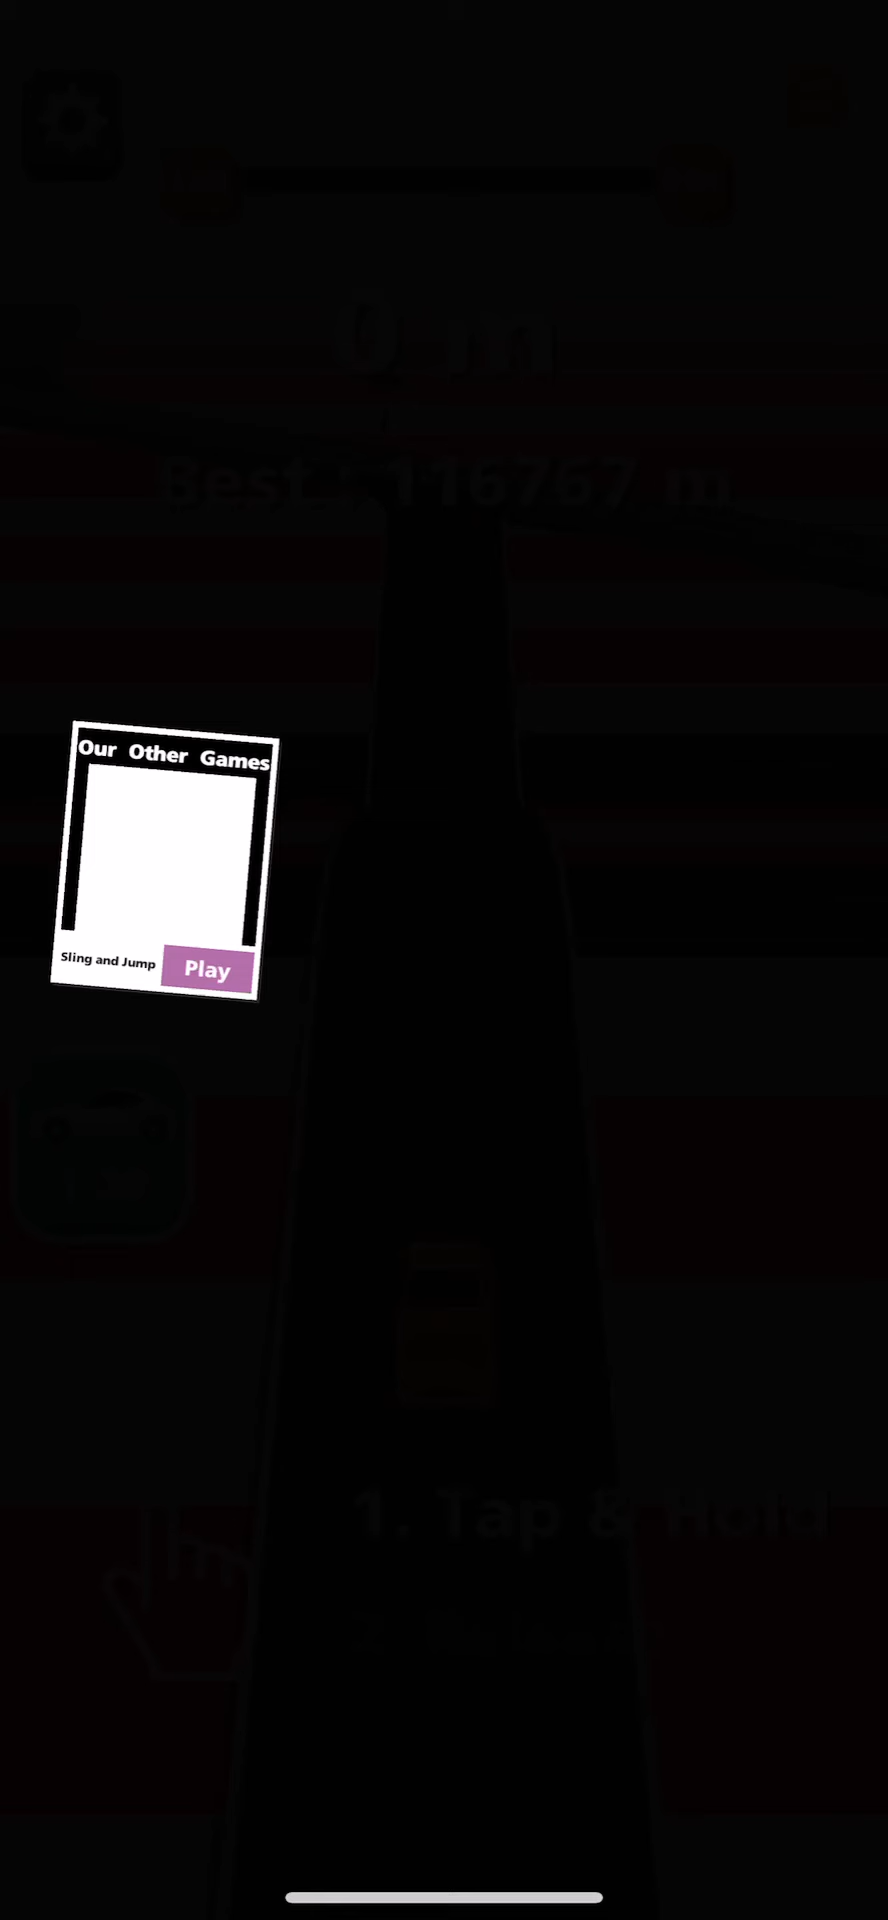 0 m
Best : 116767 m
Our Other Games
Sling and Jump
Play
1. Tap & Hold